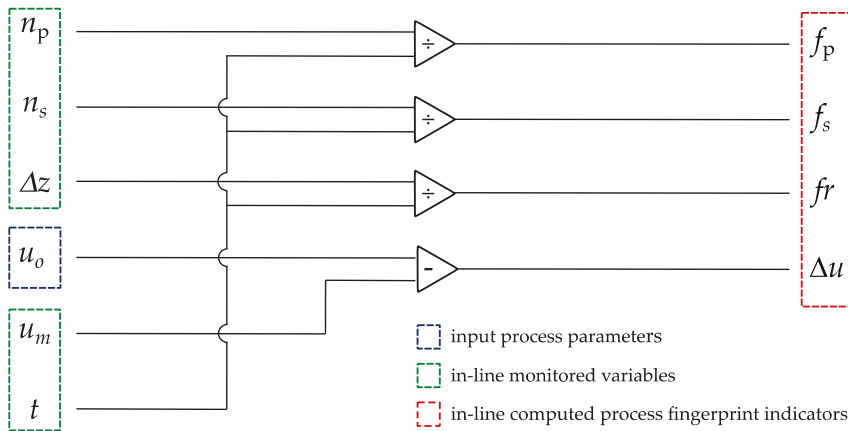 n_p
÷
f_p
n_s
÷
f_s
Δz
÷
fr
u_o
-
Δu
u_m
input process parameters
in-line monitored variables
t
in-line computed process fingerprint indicators